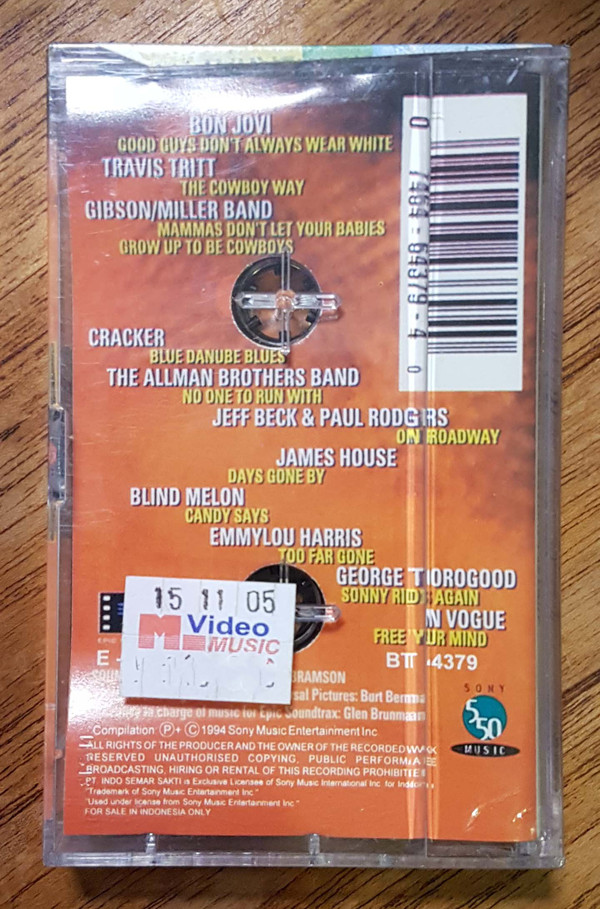 BON JOVI
GOOD GUYS DON'T ALWAYS WEAR WHITE
TRAVIS TRITT
THE COWBOY WAY
GIBSON/MILLER BAND
MAMMAS DON'T LET YOUR BABIES
GROW UP TO BE COWBOYS
0 7464-64379-4 0
CRACKER
BLUE DANUBE BLUES
THE ALLMAN BROTHERS BAND
NO ONE TO RUN WITH
JEFF BECK & PAUL RODGERS
ON BROADWAY
JAMES HOUSE
DAYS GONE BY
BLIND MELON
CANDY SAYS
EMMYLOU HARRIS
TOO FAR GONE
GEORGE THOROGOOD
SONNY RIDES AGAIN
EN VOGUE
FREE YOUR MIND
15 11 05
M Video
MUSIC
EPIC
E
4379
BRAMSON
Pictures: Burt
in charge of music for Epic Soundtrax: Glen
SONY
550
MUSIC
Compilation Ⓟ+ © 1994 Sony Music Entertainment Inc.
ALL RIGHTS OF THE PRODUCER AND THE OWNER OF THE RECORDED WORK
RESERVED UNAUTHORISED COPYING, PUBLIC
BROADCASTING, HIRING OR RENTAL OF THIS RECORDING PROHIBITED
PT. INDO SEMAR SAKTI is Exclusive Licensee of Sony Music International Inc. for
"Trademark of Sony Music Entertainment Inc."
"Used under license from Sony Music Entertainment Inc."
FOR SALE IN INDONESIA ONLY